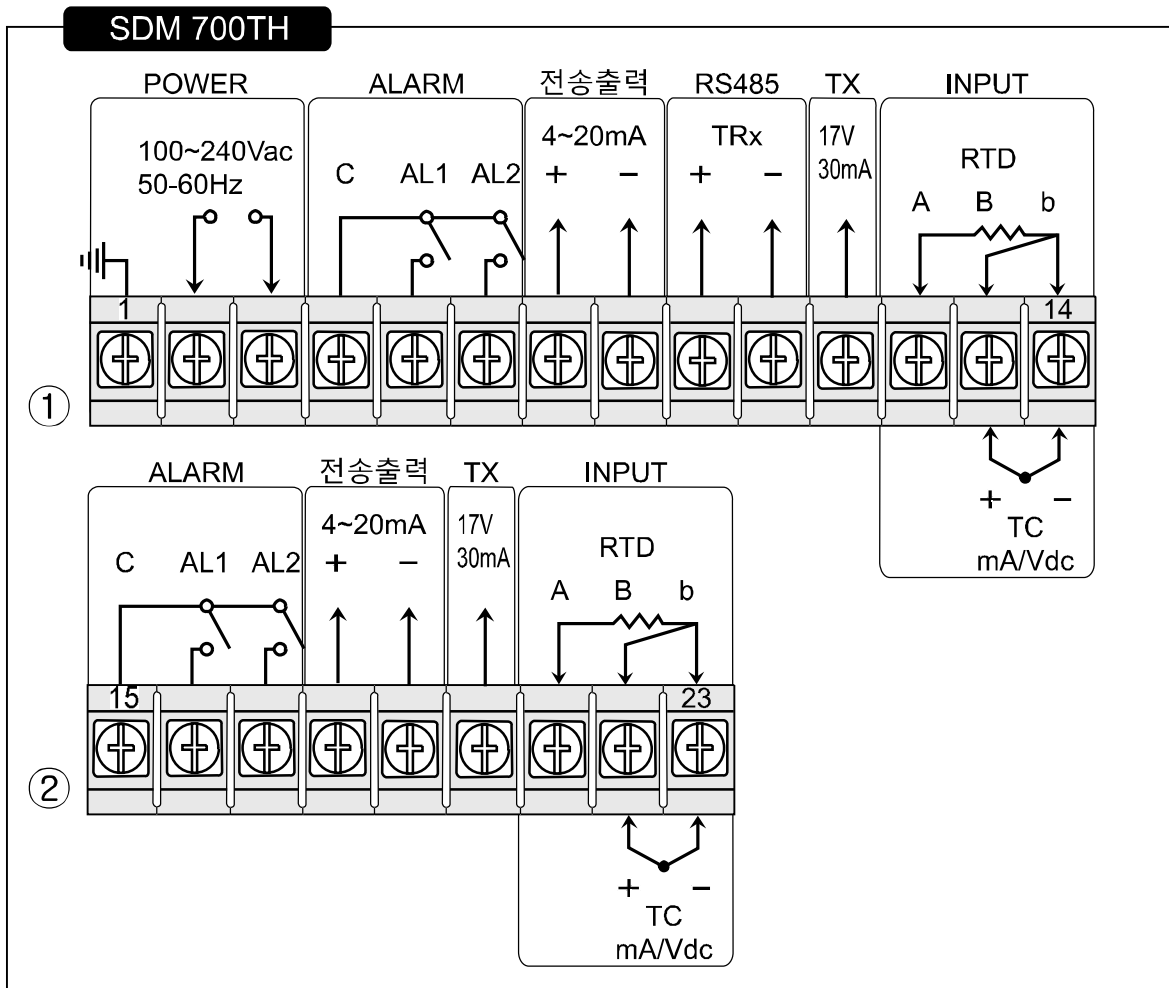 SDM 700TH
POWER ALARM 전송출력 RS485 TX INPUT
100~240Vac
50-60Hz
C AL1 AL2
4~20mA
+ −
TRx
+ −
17V
30mA
RTD
A B b
1 14
①
+ −
TC
mA/Vdc
ALARM 전송출력 TX INPUT
C AL1 AL2
4~20mA
+ −
17V
30mA
RTD
A B b
15 23
②
+ −
TC
mA/Vdc